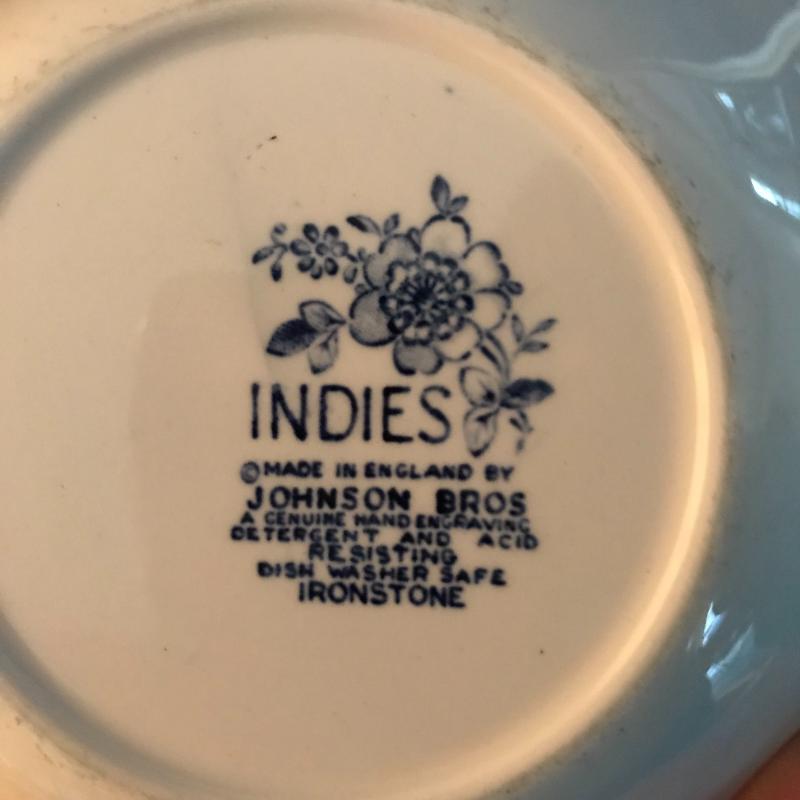 INDIES
©MADE IN ENGLAND BY
JOHNSON BROS
A GENUINE HAND ENGRAVING
DETERGENT AND ACID
RESISTING
DISH WASHER SAFE
IRONSTONE